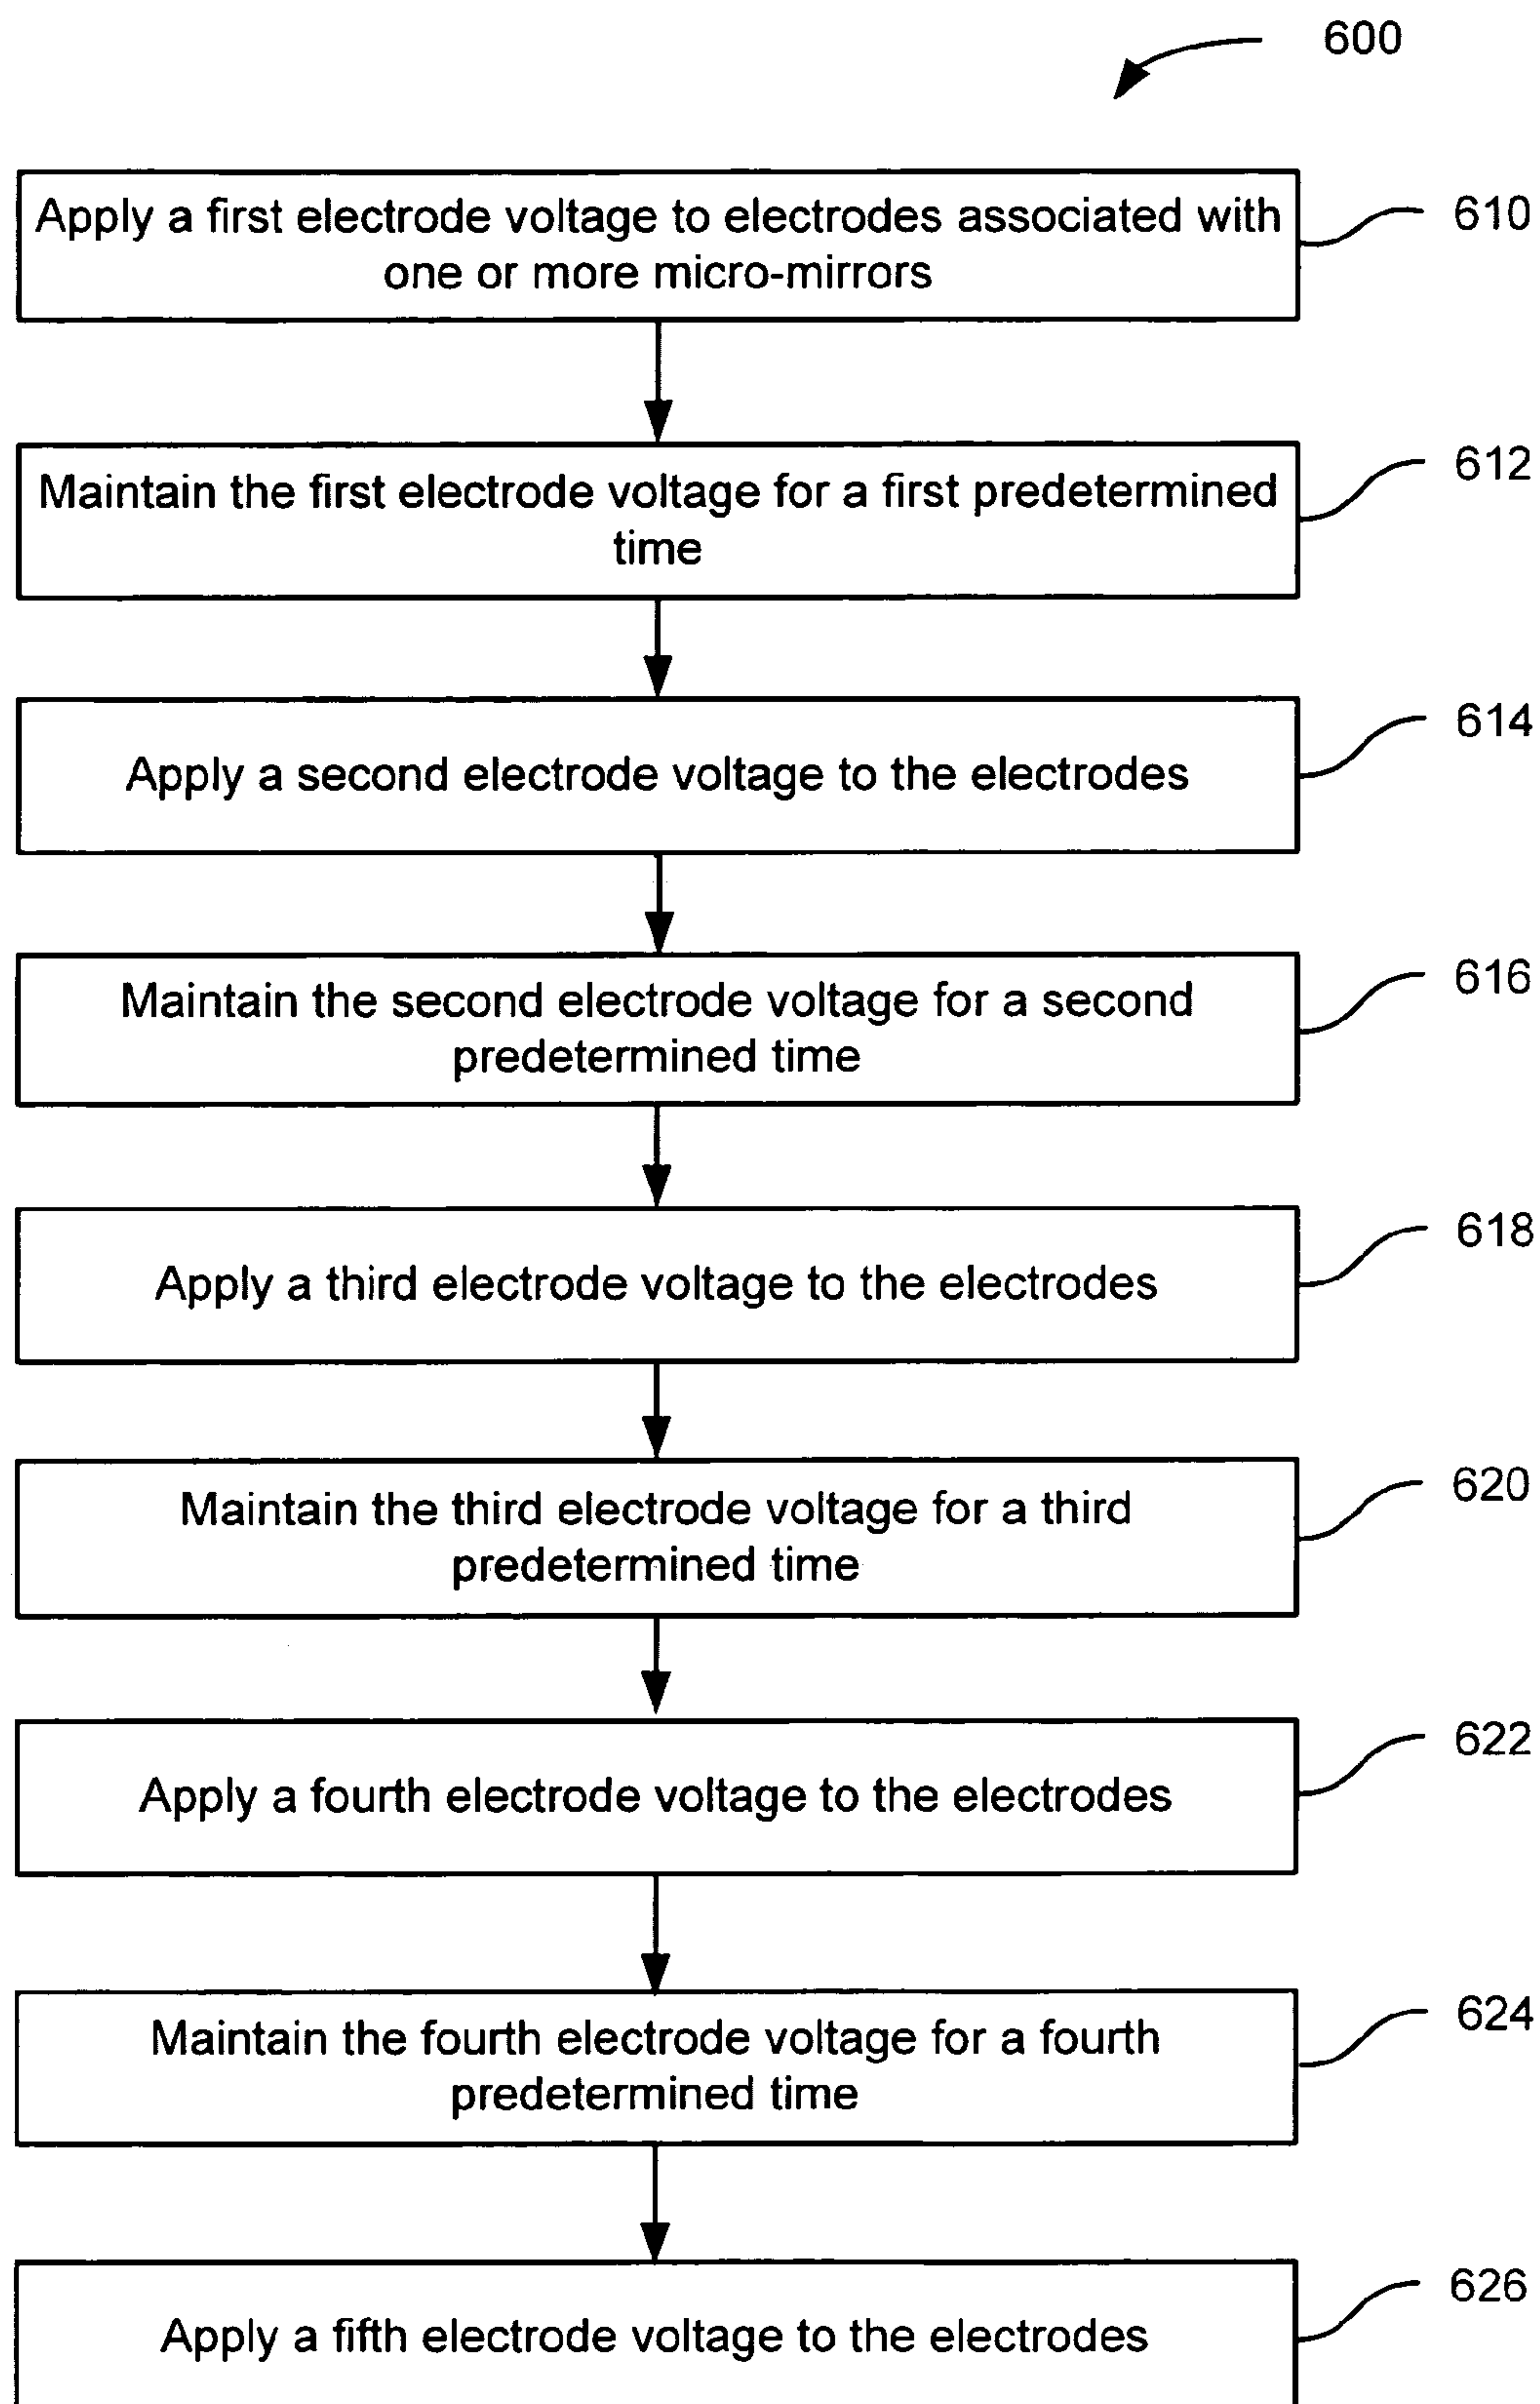 600
Apply a first electrode voltage to electrodes associated with
one or more micro-mirrors
610
Maintain the first electrode voltage for a first predetermined
time
612
Apply a second electrode voltage to the electrodes
614
Maintain the second electrode voltage for a second
predetermined time
616
Apply a third electrode voltage to the electrodes
618
Maintain the third electrode voltage for a third
predetermined time
620
Apply a fourth electrode voltage to the electrodes
622
Maintain the fourth electrode voltage for a fourth
predetermined time
624
Apply a fifth electrode voltage to the electrodes
626